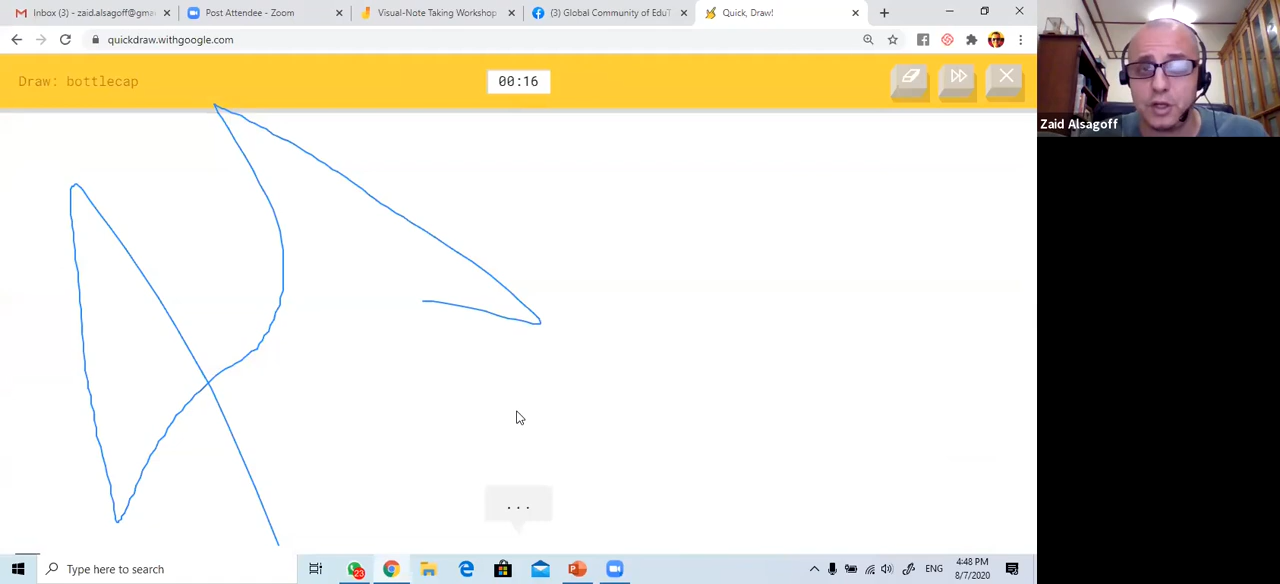 Inbox (3) - zaid.alsagoff@gma
Post Attendee - Zoom
Visual-Note Taking Workshop
(3) Global Community of EduT
Quick, Draw!
quickdraw.withgoogle.com
Draw: bottlecap
00:16
Zaid Alsagoff
...
Type here to search
23
ENG
4:48 PM
8/7/2020